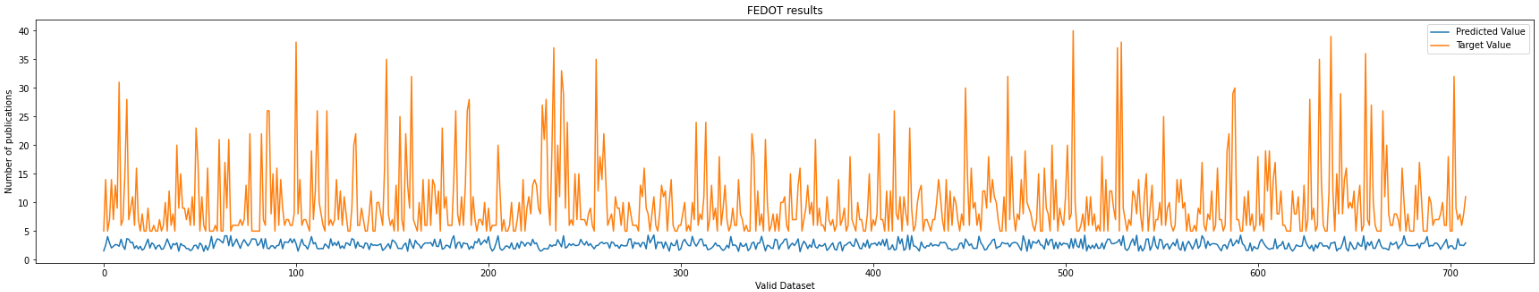 FEDOT results
Predicted Value
Target Value
Number of publications
40
35
30
25
20
15
10
5
0
0 100 200 300 400 500 600 700
Valid Dataset